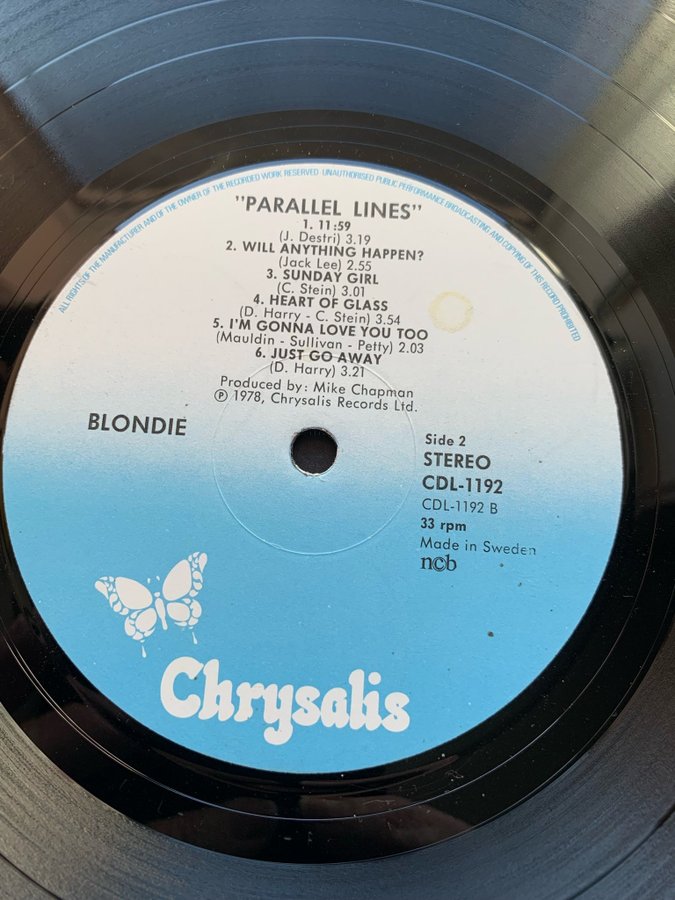 ALL RIGHTS OF THE MANUFACTURER AND OF THE OWNER OF THE RECORDED WORK RESERVED · UNAUTHORISED PUBLIC PERFORMANCE BROADCASTING AND COPYING OF THIS RECORD PROHIBITED
"PARALLEL LINES"
1. 11:59
(J. Destri) 3.19
2. WILL ANYTHING HAPPEN?
(Jack Lee) 2.55
3. SUNDAY GIRL
(C. Stein) 3.01
4. HEART OF GLASS
(D. Harry - C. Stein) 3.54
5. I'M GONNA LOVE YOU TOO
(Mauldin - Sullivan - Petty) 2.03
6. JUST GO AWAY
(D. Harry) 3.21
Produced by: Mike Chapman
℗ 1978, Chrysalis Records Ltd.
BLONDIE
Side 2
STEREO
CDL-1192
CDL-1192 B
33 rpm
Made in Sweden
ncb
Chrysalis